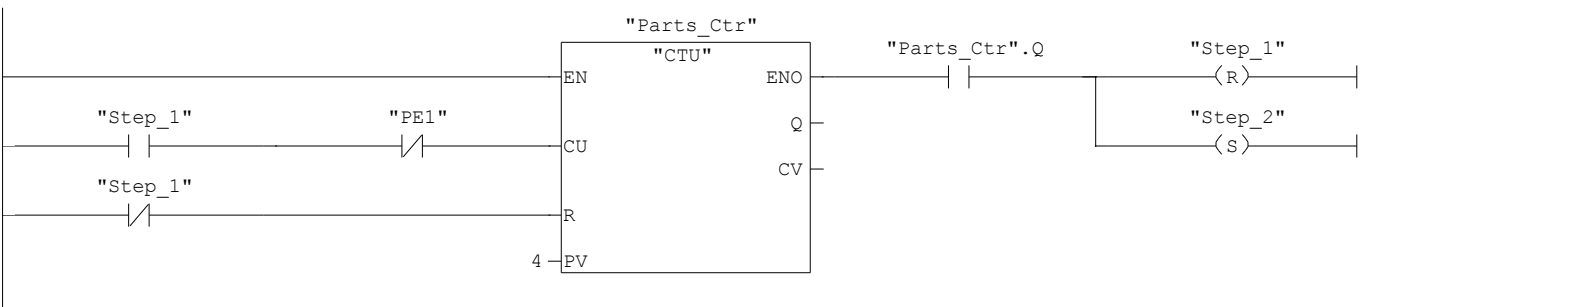 "Parts_Ctr"
"CTU"
"Parts_Ctr".Q
"Step_1"
EN
ENO
(R)
"Step_1"
"PE1"
"Step_2"
Q
CU
(S)
CV
"Step_1"
R
4
PV